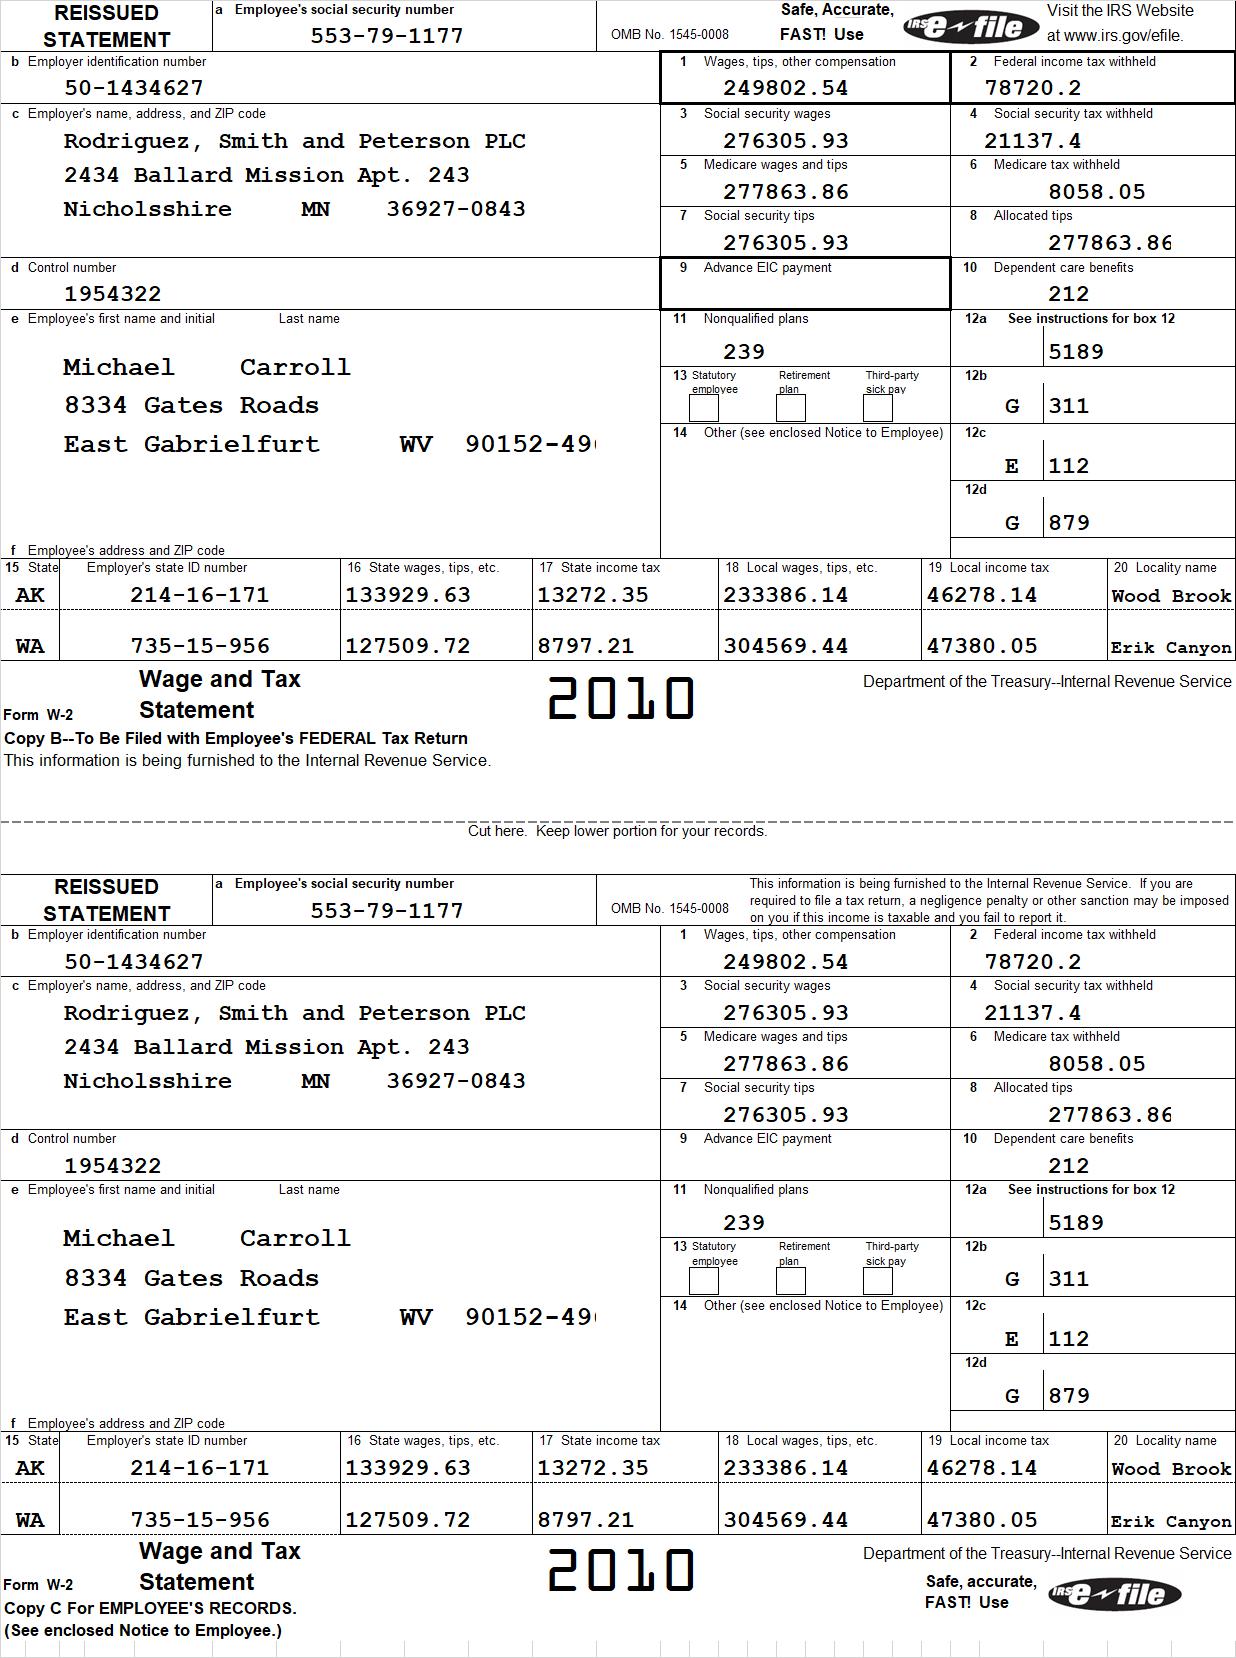 REISSUED STATEMENT
a Employee's social security number
553-79-1177
OMB No. 1545-0008
Safe, Accurate, FAST! Use
IRS e-file
Visit the IRS Website
at www.irs.gov/efile.
b Employer identification number
50-1434627
1 Wages, tips, other compensation
249802.54
2 Federal income tax withheld
78720.2
c Employer's name, address, and ZIP code
Rodriguez, Smith and Peterson PLC
2434 Ballard Mission Apt. 243
Nicholsshire MN 36927-0843
3 Social security wages
276305.93
4 Social security tax withheld
21137.4
5 Medicare wages and tips
277863.86
6 Medicare tax withheld
8058.05
7 Social security tips
276305.93
8 Allocated tips
277863.86
d Control number
1954322
9 Advance EIC payment
10 Dependent care benefits
212
e Employee's first name and initial Last name
Michael Carroll
8334 Gates Roads
East Gabrielfurt WV 90152-49
f Employee's address and ZIP code
11 Nonqualified plans
239
12a See instructions for box 12
5189
13 Statutory employee Retirement plan Third-party sick pay
12b
G 311
14 Other (see enclosed Notice to Employee)
12c
E 112
12d
G 879
15 State Employer's state ID number 16 State wages, tips, etc. 17 State income tax 18 Local wages, tips, etc. 19 Local income tax 20 Locality name
AK 214-16-171 133929.63 13272.35 233386.14 46278.14 Wood Brook
WA 735-15-956 127509.72 8797.21 304569.44 47380.05 Erik Canyon
Form W-2 Wage and Tax Statement
2010
Department of the Treasury--Internal Revenue Service
Copy B--To Be Filed with Employee's FEDERAL Tax Return
This information is being furnished to the Internal Revenue Service.
Cut here. Keep lower portion for your records.
REISSUED STATEMENT
a Employee's social security number
553-79-1177
OMB No. 1545-0008
This information is being furnished to the Internal Revenue Service. If you are
required to file a tax return, a negligence penalty or other sanction may be imposed
on you if this income is taxable and you fail to report it.
b Employer identification number
50-1434627
1 Wages, tips, other compensation
249802.54
2 Federal income tax withheld
78720.2
c Employer's name, address, and ZIP code
Rodriguez, Smith and Peterson PLC
2434 Ballard Mission Apt. 243
Nicholsshire MN 36927-0843
3 Social security wages
276305.93
4 Social security tax withheld
21137.4
5 Medicare wages and tips
277863.86
6 Medicare tax withheld
8058.05
7 Social security tips
276305.93
8 Allocated tips
277863.86
d Control number
1954322
9 Advance EIC payment
10 Dependent care benefits
212
e Employee's first name and initial Last name
Michael Carroll
8334 Gates Roads
East Gabrielfurt WV 90152-49
f Employee's address and ZIP code
11 Nonqualified plans
239
12a See instructions for box 12
5189
13 Statutory employee Retirement plan Third-party sick pay
12b
G 311
14 Other (see enclosed Notice to Employee)
12c
E 112
12d
G 879
15 State Employer's state ID number 16 State wages, tips, etc. 17 State income tax 18 Local wages, tips, etc. 19 Local income tax 20 Locality name
AK 214-16-171 133929.63 13272.35 233386.14 46278.14 Wood Brook
WA 735-15-956 127509.72 8797.21 304569.44 47380.05 Erik Canyon
Form W-2 Wage and Tax Statement
2010
Department of the Treasury--Internal Revenue Service
Safe, accurate, FAST! Use
IRS e-file
Copy C For EMPLOYEE'S RECORDS.
(See enclosed Notice to Employee.)